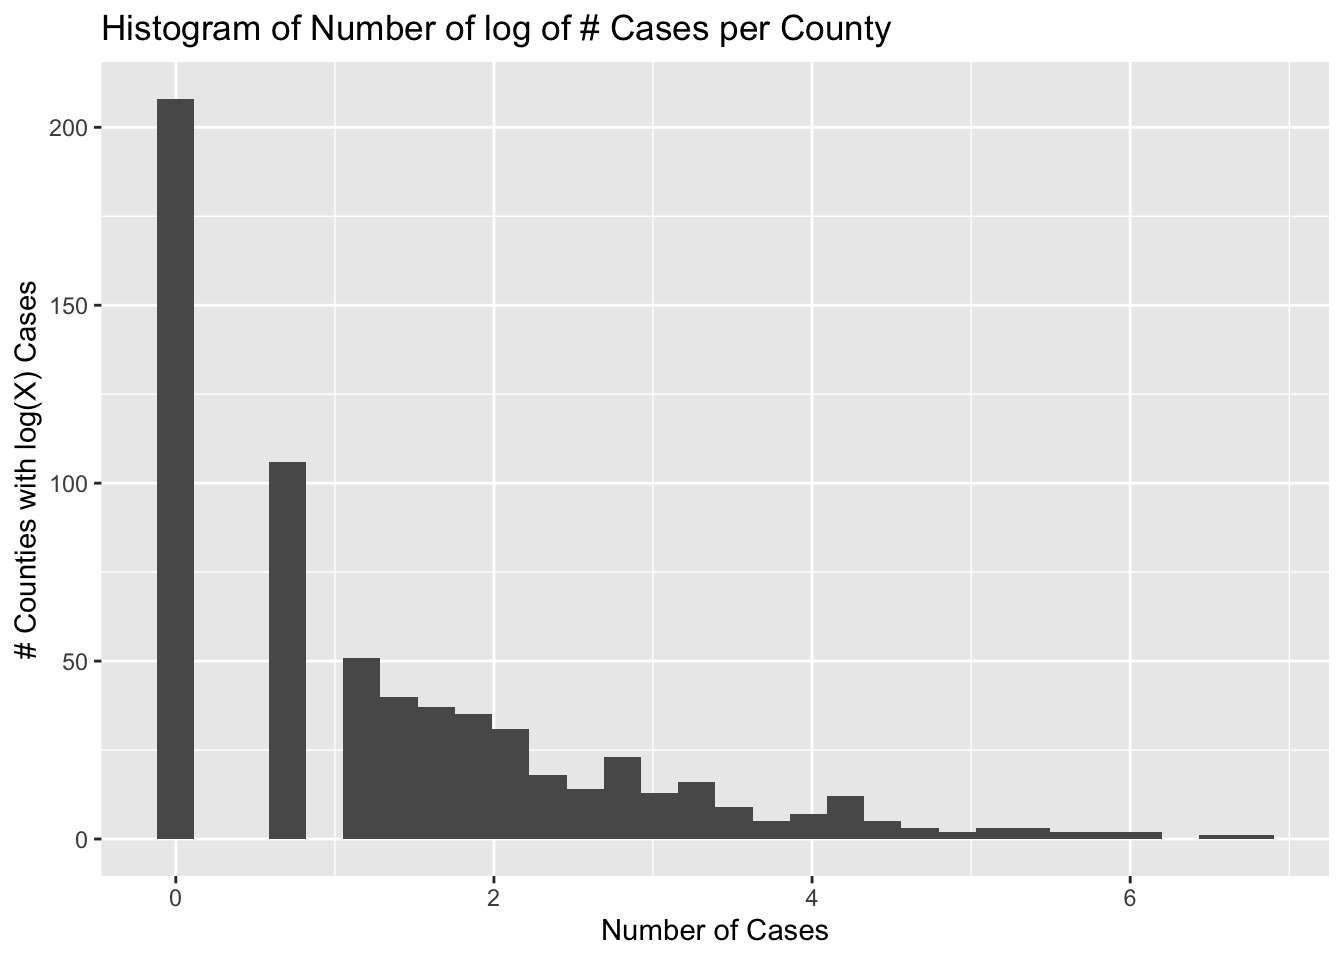 Histogram of Number of log of # Cases per County
# Counties with log(X) Cases
200
150
100
50
0
0 2 4 6
Number of Cases